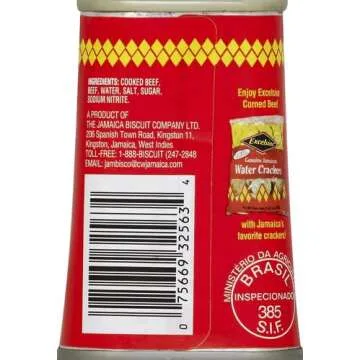 INGREDIENTS: COOKED BEEF,
BEEF, WATER, SALT, SUGAR,
SODIUM NITRITE.
A PRODUCT OF
THE JAMAICA BISCUIT COMPANY LTD.
206 Spanish Town Road, Kingston 11,
Kingston, Jamaica, West Indies
TOLL-FREE: 1-888-BISCUIT (247-2848)
EMAIL: jambisco@cwjamaica.com
0 75669 32563 4
Enjoy Excelsior
Corned Beef
Excelsior
Genuine Jamaican
Water Crackers
with Jamaica's
favorite crackers!
MINISTÉRIO DA AGRIC
BRASIL
INSPECIONADO
385
S.I.F.